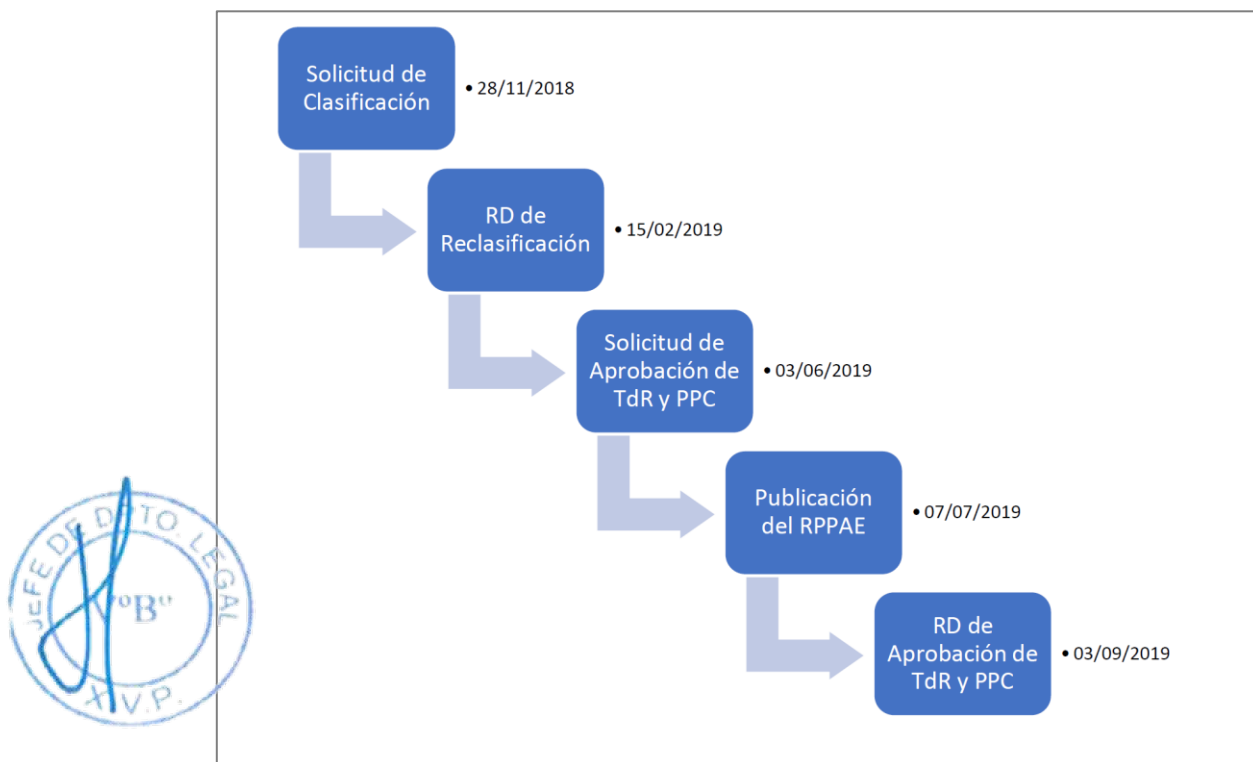 Solicitud de
Clasificación
• 28/11/2018
RD de
Reclasificación
• 15/02/2019
Solicitud de
Aprobación de
TdR y PPC
• 03/06/2019
Publicación
del RPPAE
• 07/07/2019
RD de
Aprobación de
TdR y PPC
• 03/09/2019
JEFE DE DPTO. LEGAL
V.P.